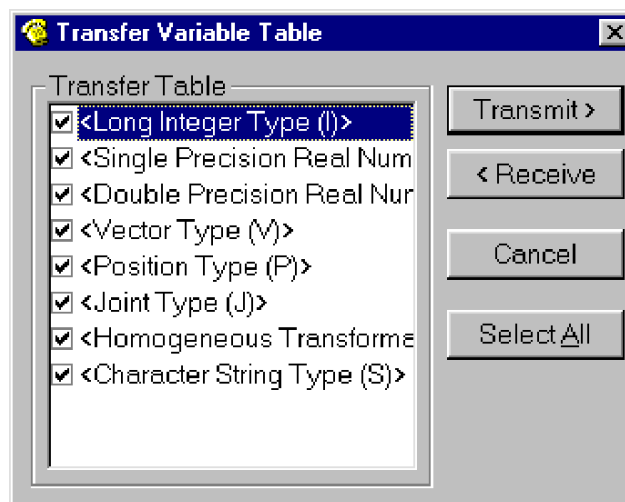 Transfer Variable Table
Transfer Table
<Long Integer Type (I)>
<Single Precision Real Num
<Double Precision Real Nur
<Vector Type (V)>
<Position Type (P)>
<Joint Type (J)>
<Homogeneous Transforma
<Character String Type (S)>
Transmit >
< Receive
Cancel
Select All